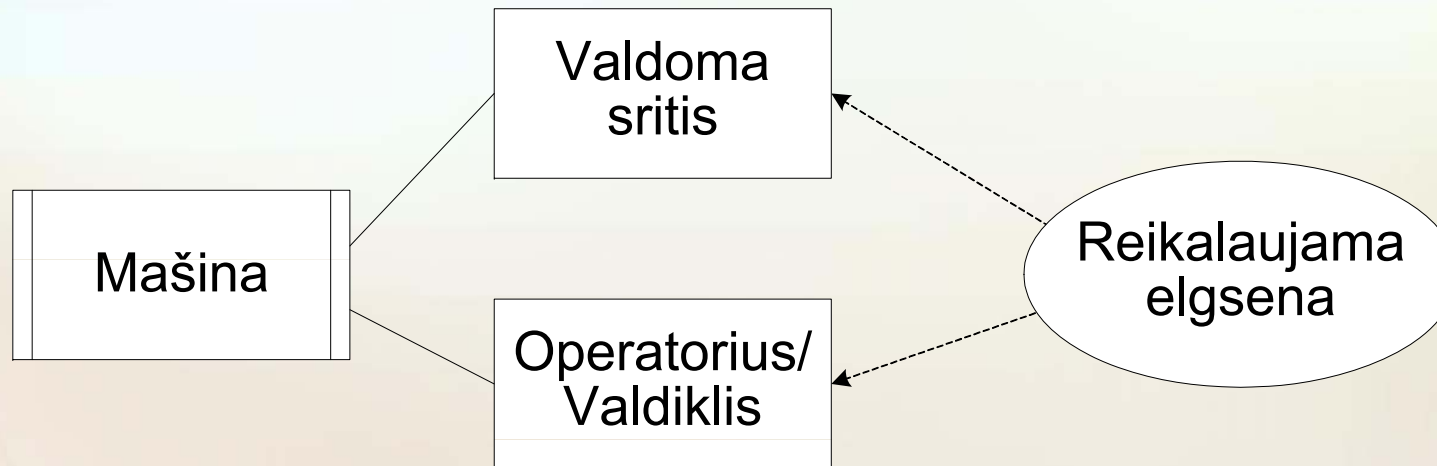 Valdoma
sritis
Mašina
Reikalaujama
elgsena
Operatorius/
Valdiklis